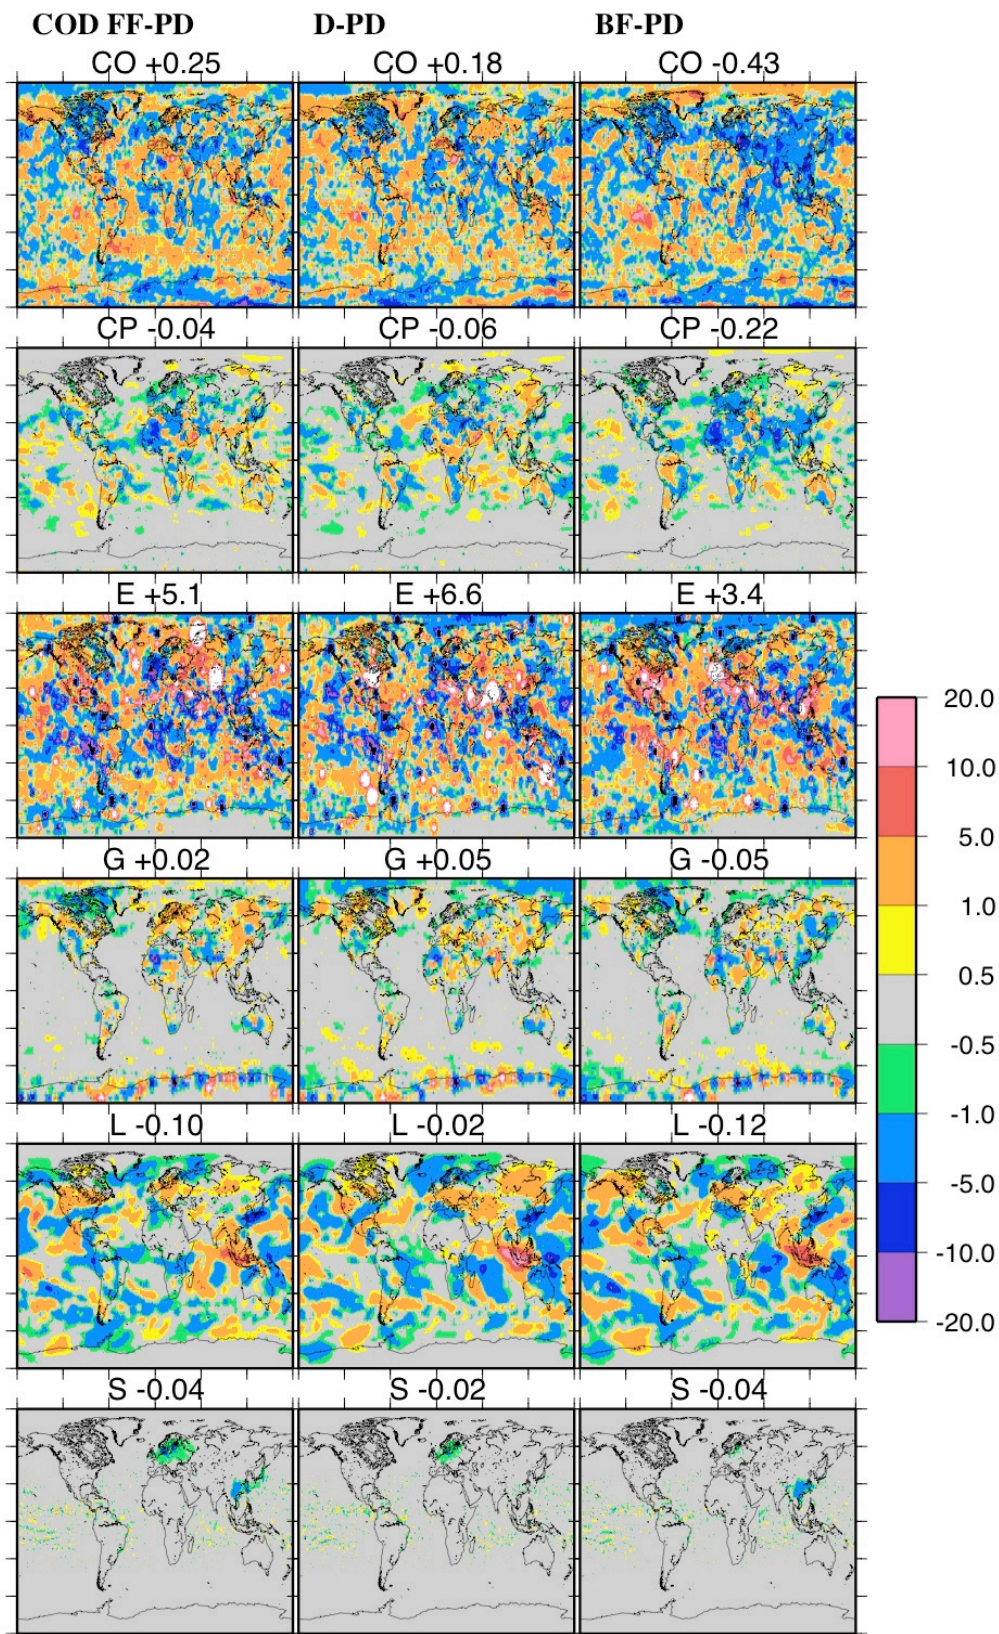 COD FF-PD D-PD BF-PD
CO +0.25 CO +0.18 CO -0.43
CP -0.04 CP -0.06 CP -0.22
E +5.1 E +6.6 E +3.4
G +0.02 G +0.05 G -0.05
L -0.10 L -0.02 L -0.12
S -0.04 S -0.02 S -0.04
20.0
10.0
5.0
1.0
0.5
-0.5
-1.0
-5.0
-10.0
-20.0